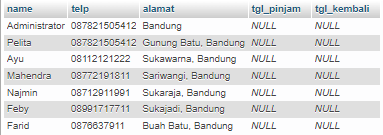 name telp alamat tgl_pinjam tgl_kembali
Administrator 087821505412 Bandung NULL NULL
Pelita 087821505412 Gunung Batu, Bandung NULL NULL
Ayu 08112121222 Sukawarna, Bandung NULL NULL
Mahendra 08772191811 Sariwangi, Bandung NULL NULL
Najmin 08712911991 Sukaraja, Bandung NULL NULL
Feby 08991717711 Sukajadi, Bandung NULL NULL
Farid 0876637911 Buah Batu, Bandung NULL NULL